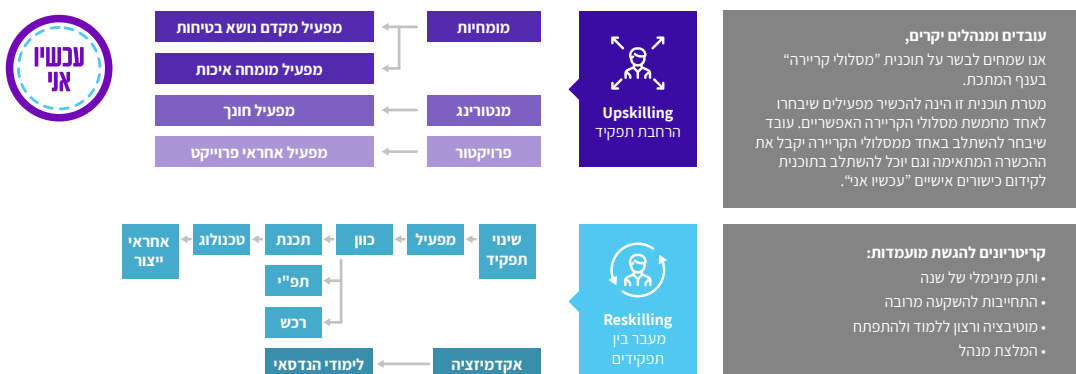 עובדים ומנהלים יקרים,
אנו שמחים לבשר על תוכנית "מסלולי קריירה"
בענף המתכת.
מטרת תוכנית זו הינה להכשיר מפעילים שיבחרו
לאחד מחמשת מסלולי הקריירה האפשריים. עובד
שיבחר להשתלב באחד ממסלולי הקריירה יקבל את
ההכשרה המתאימה וגם יוכל להשתלב בתוכנית
לקידום כישורים אישיים "עכשיו אני".
Upskilling
הרחבת תפקיד
מומחיות
מפעיל מקדם נושא בטיחות
מפעיל מומחה איכות
מנטורינג
מפעיל חונך
פרויקטור
מפעיל אחראי פרוייקט
עכשיו
אני
קריטריונים להגשת מועמדות:
• ותק מינימלי של שנה
• התחייבות להשקעה מרובה
• מוטיבציה ורצון ללמוד ולהתפתח
• המלצת מנהל
Reskilling
מעבר בין
תפקידים
שינוי
תפקיד
מפעיל
כוון
תכנת
טכנולוג
אחראי
ייצור
תפ"י
רכש
אקדמיזציה
לימודי הנדסאי